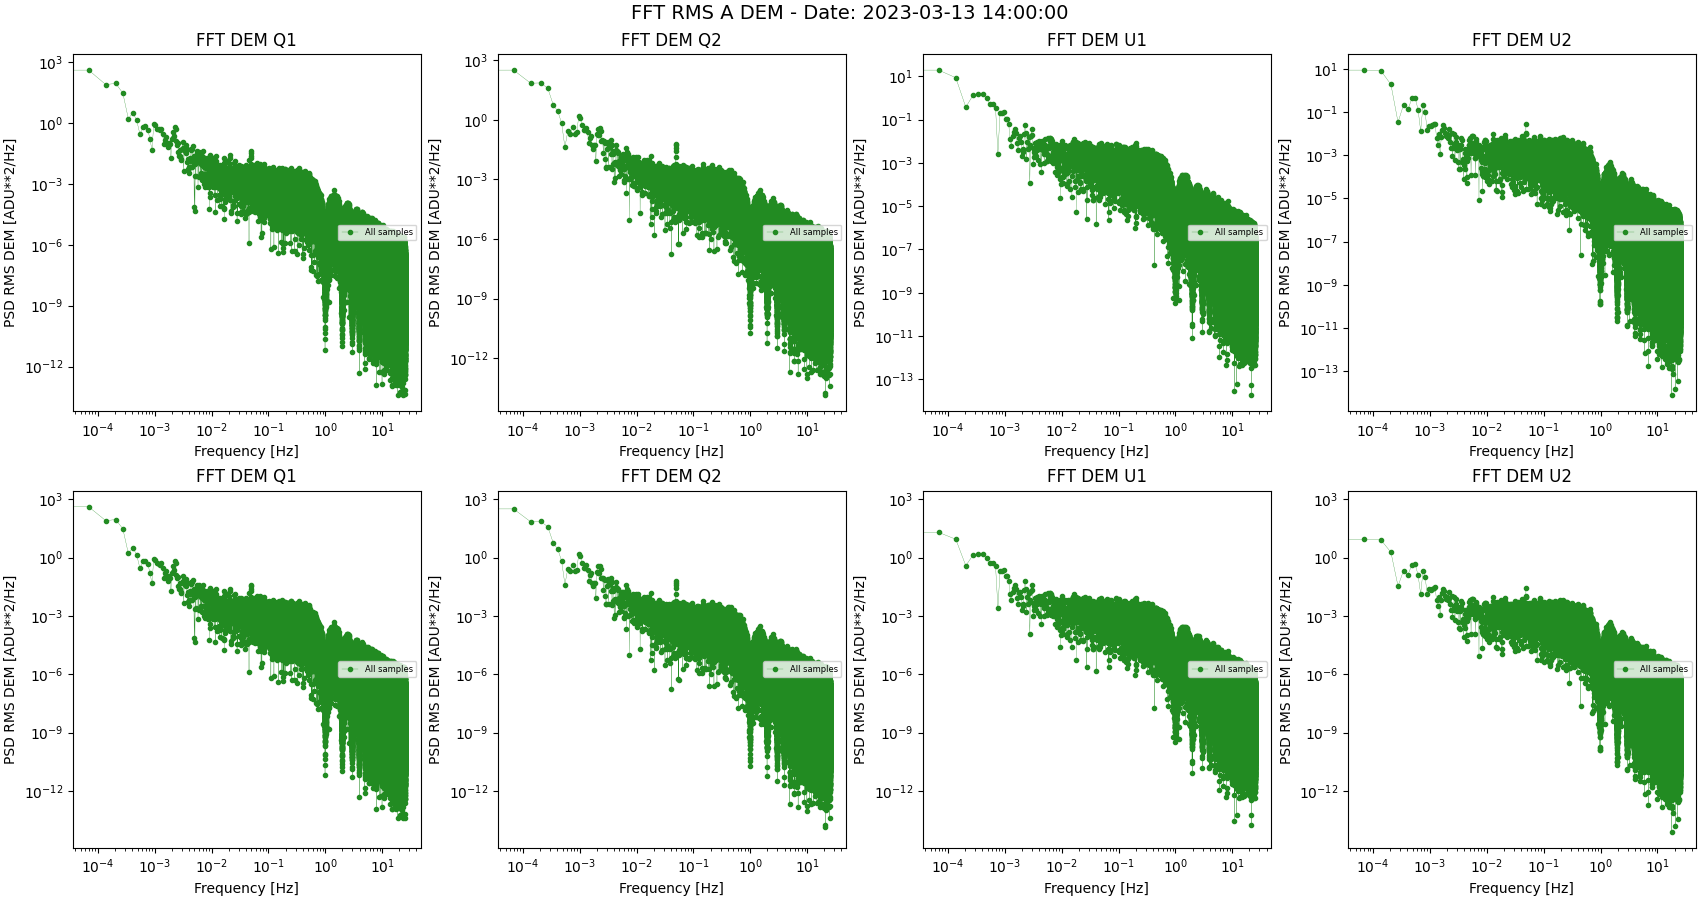 FFT RMS A DEM - Date: 2023-03-13 14:00:00
FFT DEM Q1
PSD RMS DEM [ADU**2/Hz]
10^3
10^0
10^-3
10^-6
10^-9
10^-12
All samples
10^-4 10^-3 10^-2 10^-1 10^0 10^1
Frequency [Hz]
FFT DEM Q2
PSD RMS DEM [ADU**2/Hz]
10^3
10^0
10^-3
10^-6
10^-9
10^-12
All samples
10^-4 10^-3 10^-2 10^-1 10^0 10^1
Frequency [Hz]
FFT DEM U1
PSD RMS DEM [ADU**2/Hz]
10^1
10^-1
10^-3
10^-5
10^-7
10^-9
10^-11
10^-13
All samples
10^-4 10^-3 10^-2 10^-1 10^0 10^1
Frequency [Hz]
FFT DEM U2
PSD RMS DEM [ADU**2/Hz]
10^1
10^-1
10^-3
10^-5
10^-7
10^-9
10^-11
10^-13
All samples
10^-4 10^-3 10^-2 10^-1 10^0 10^1
Frequency [Hz]
FFT DEM Q1
PSD RMS DEM [ADU**2/Hz]
10^3
10^0
10^-3
10^-6
10^-9
10^-12
All samples
10^-4 10^-3 10^-2 10^-1 10^0 10^1
Frequency [Hz]
FFT DEM Q2
PSD RMS DEM [ADU**2/Hz]
10^3
10^0
10^-3
10^-6
10^-9
10^-12
All samples
10^-4 10^-3 10^-2 10^-1 10^0 10^1
Frequency [Hz]
FFT DEM U1
PSD RMS DEM [ADU**2/Hz]
10^3
10^0
10^-3
10^-6
10^-9
10^-12
All samples
10^-4 10^-3 10^-2 10^-1 10^0 10^1
Frequency [Hz]
FFT DEM U2
PSD RMS DEM [ADU**2/Hz]
10^3
10^0
10^-3
10^-6
10^-9
10^-12
All samples
10^-4 10^-3 10^-2 10^-1 10^0 10^1
Frequency [Hz]